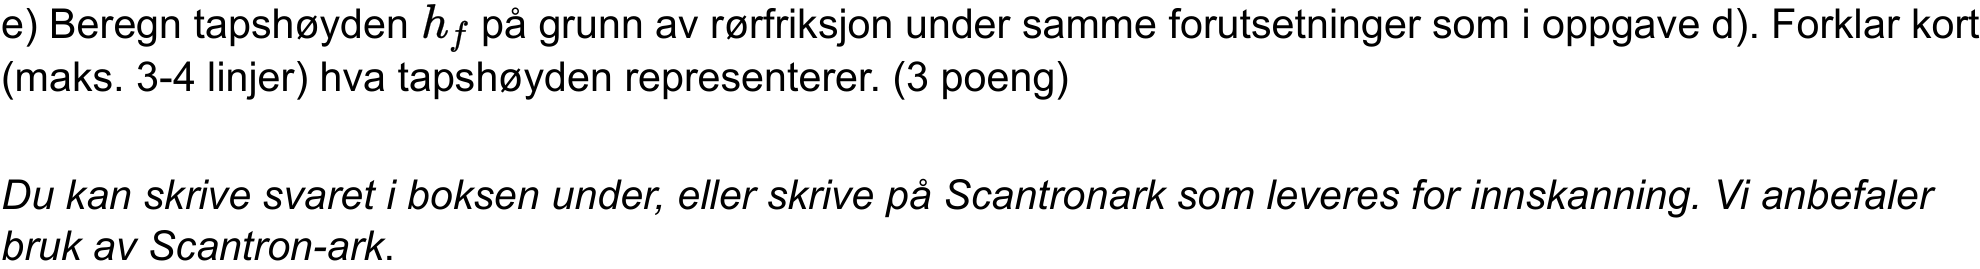 e) Beregn tapshøyden h_f på grunn av rørfriksjon under samme forutsetninger som i oppgave d). Forklar kort
(maks. 3-4 linjer) hva tapshøyden representerer. (3 poeng)
Du kan skrive svaret i boksen under, eller skrive på Scantronark som leveres for innskanning. Vi anbefaler
bruk av Scantron-ark.